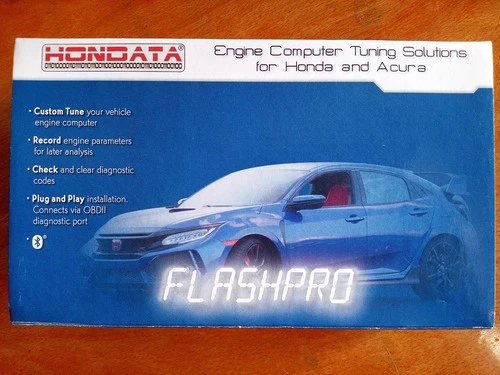 HONDATA®
Engine Computer Tuning Solutions
for Honda and Acura
• Custom Tune your vehicle
engine computer
• Record engine parameters
for later analysis
• Check and clear diagnostic
codes
• Plug and Play installation.
Connects via OBDII
diagnostic port
•
FLASHPRO